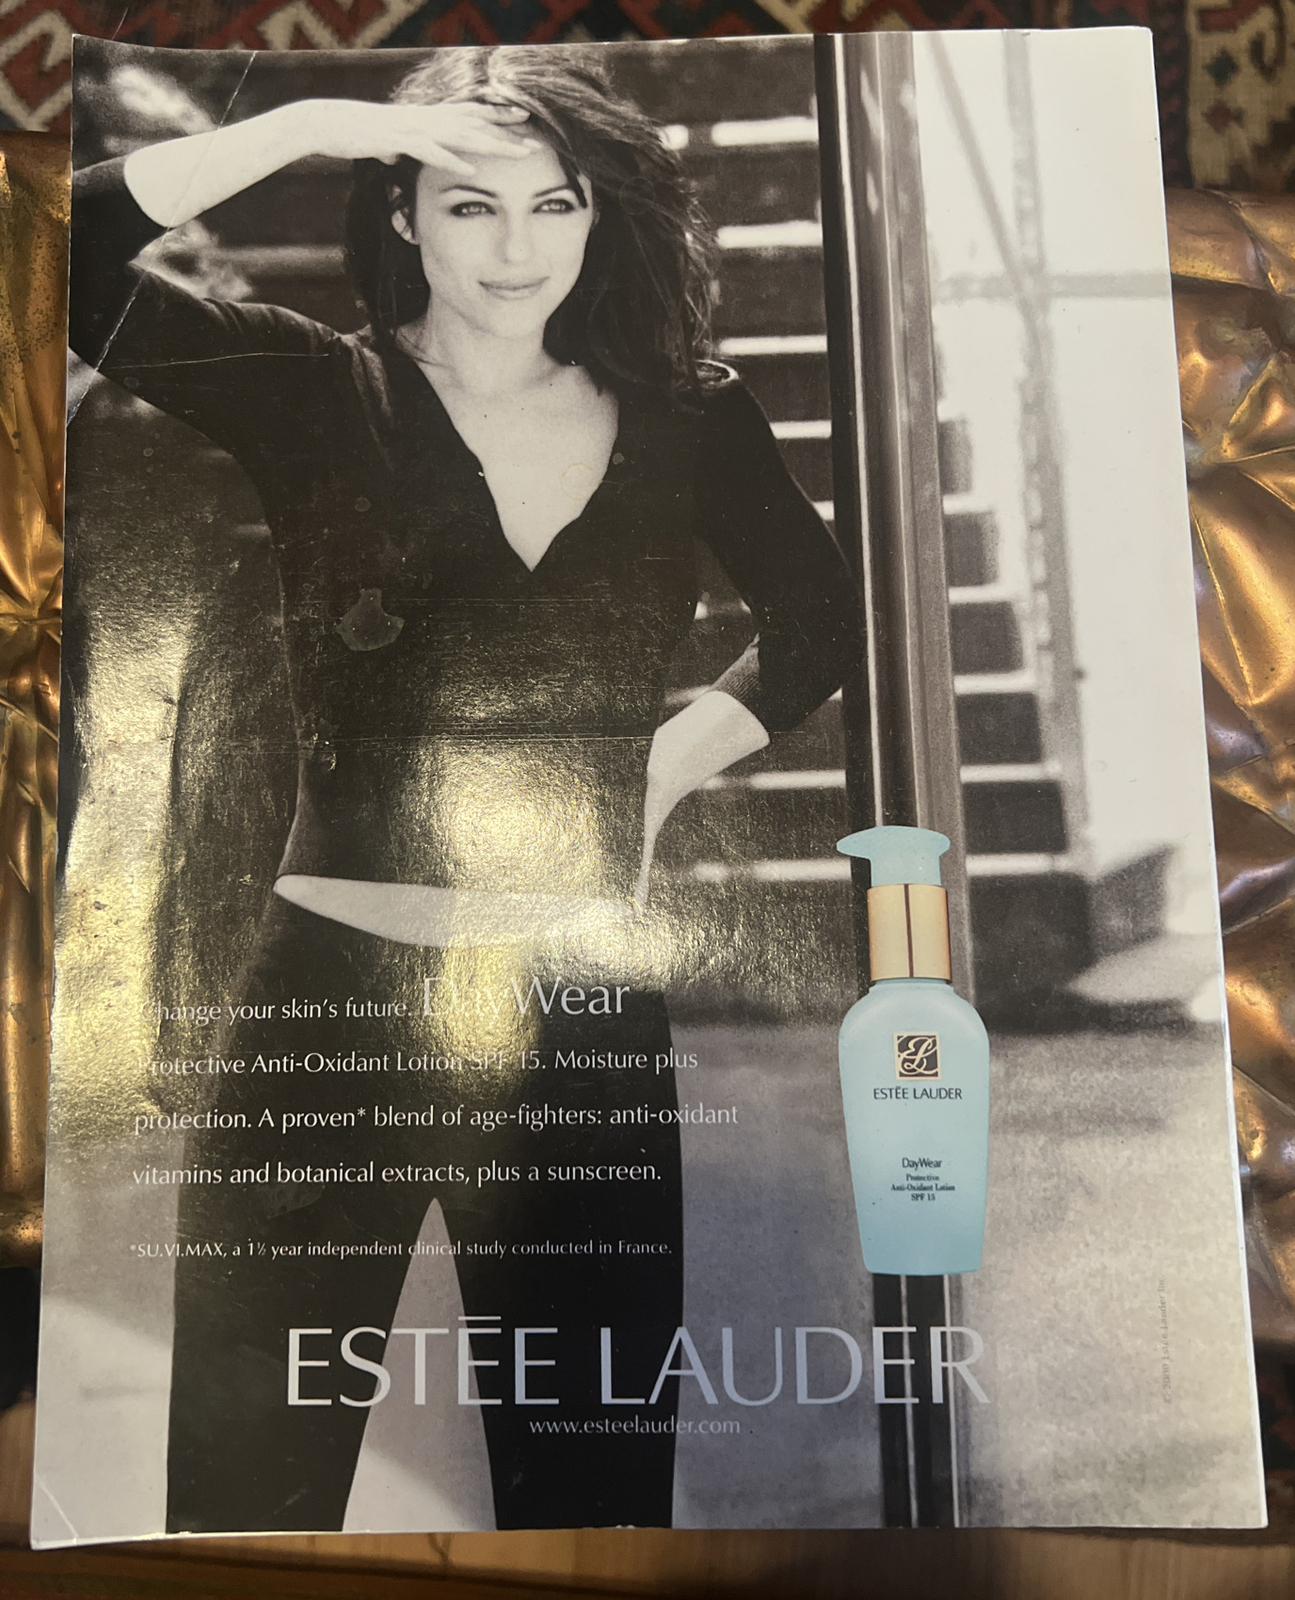 Change your skin's future. DayWear
Protective Anti-Oxidant Lotion SPF 15. Moisture plus
protection. A proven* blend of age-fighters: anti-oxidant
vitamins and botanical extracts, plus a sunscreen.
*SU.VI.MAX, a 1½ year independent clinical study conducted in France.
ESTĒE LAUDER
www.esteelauder.com
ESTĒE LAUDER
DayWear
Protective
Anti-Oxidant Lotion
SPF 15